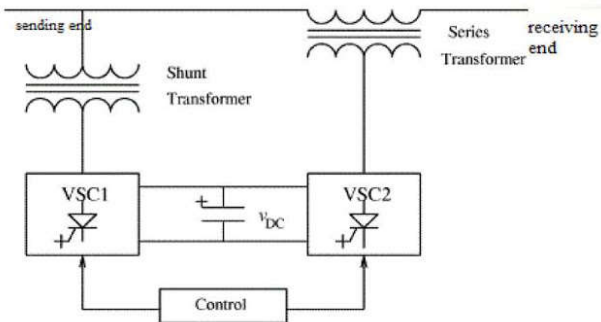 sending end
receiving
end
Series
Transformer
Shunt
Transformer
VSC1
VSC2
+
vDC
Control